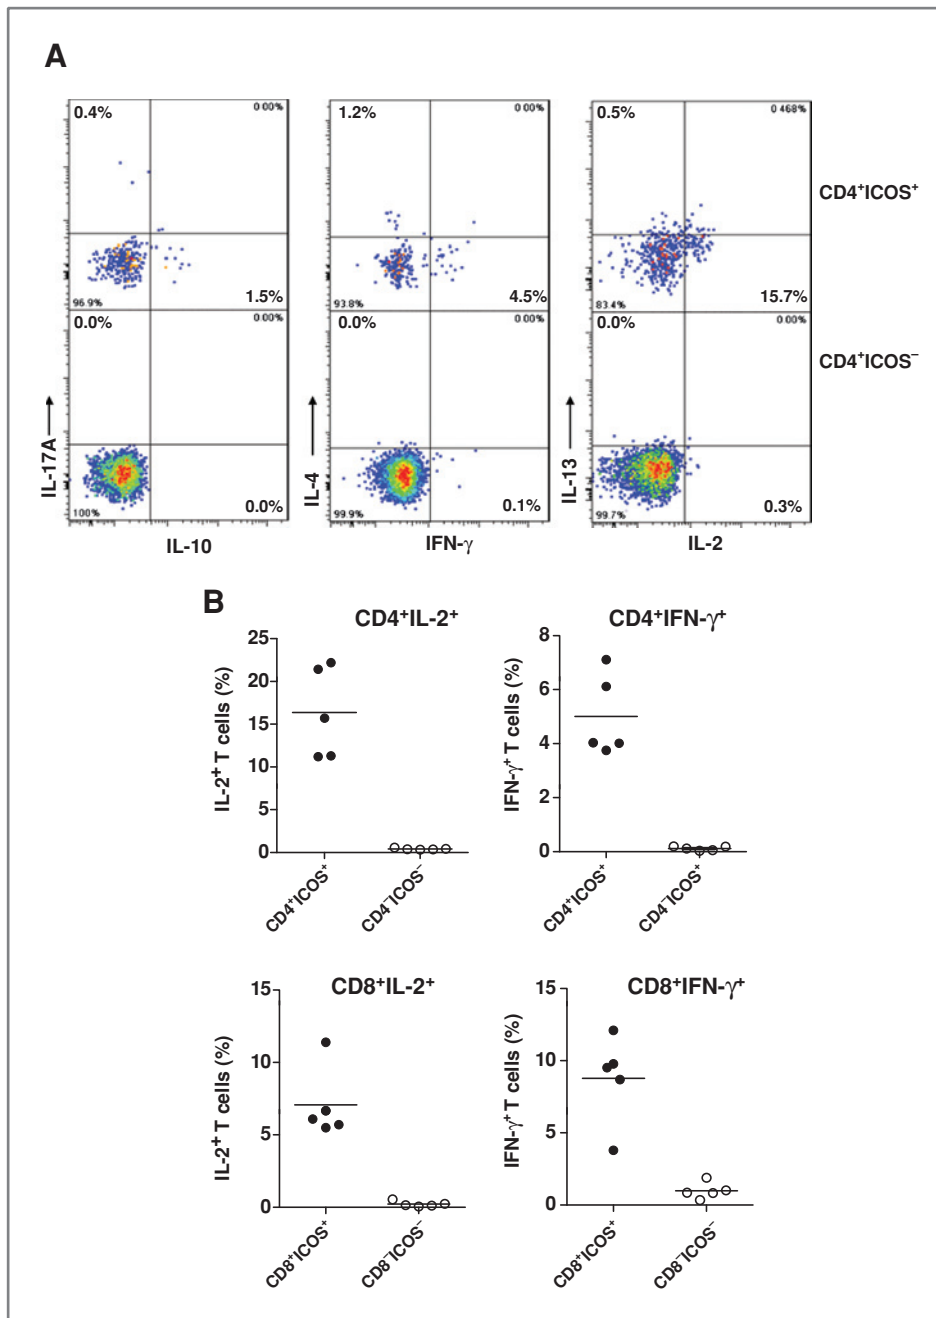 A
0.4%
0 00%
1.2%
0 00%
0.5%
0 468%
CD4⁺ICOS⁺
96.9%
1.5%
93.8%
4.5%
83.4%
15.7%
0.0%
0.00%
0.0%
0.00%
0.0%
0.00%
CD4⁺ICOS⁻
IL-17A
IL-4
IL-13
100%
0.0%
99.9%
0.1%
99.7%
0.3%
IL-10
IFN-γ
IL-2
B
CD4⁺IL-2⁺
IL-2⁺ T cells (%)
25
20
15
10
5
0
CD4⁺ICOS⁺
CD4⁻ICOS⁻
CD4⁺IFN-γ⁺
IFN-γ⁺ T cells (%)
8
6
4
2
0
CD4⁺ICOS⁺
CD4⁻ICOS⁺
CD8⁺IL-2⁺
IL-2⁺ T cells (%)
15
10
5
0
CD8⁺ICOS⁺
CD8⁻ICOS⁻
CD8⁺IFN-γ⁺
IFN-γ⁺ T cells (%)
15
10
5
0
CD8⁺ICOS⁺
CD8⁻ICOS⁻